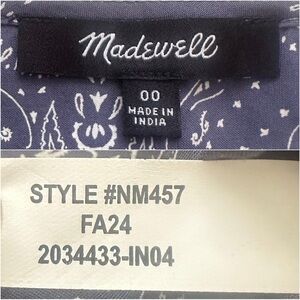 Madewell
00
MADE IN
INDIA
STYLE #NM457
FA24
2034433-IN04